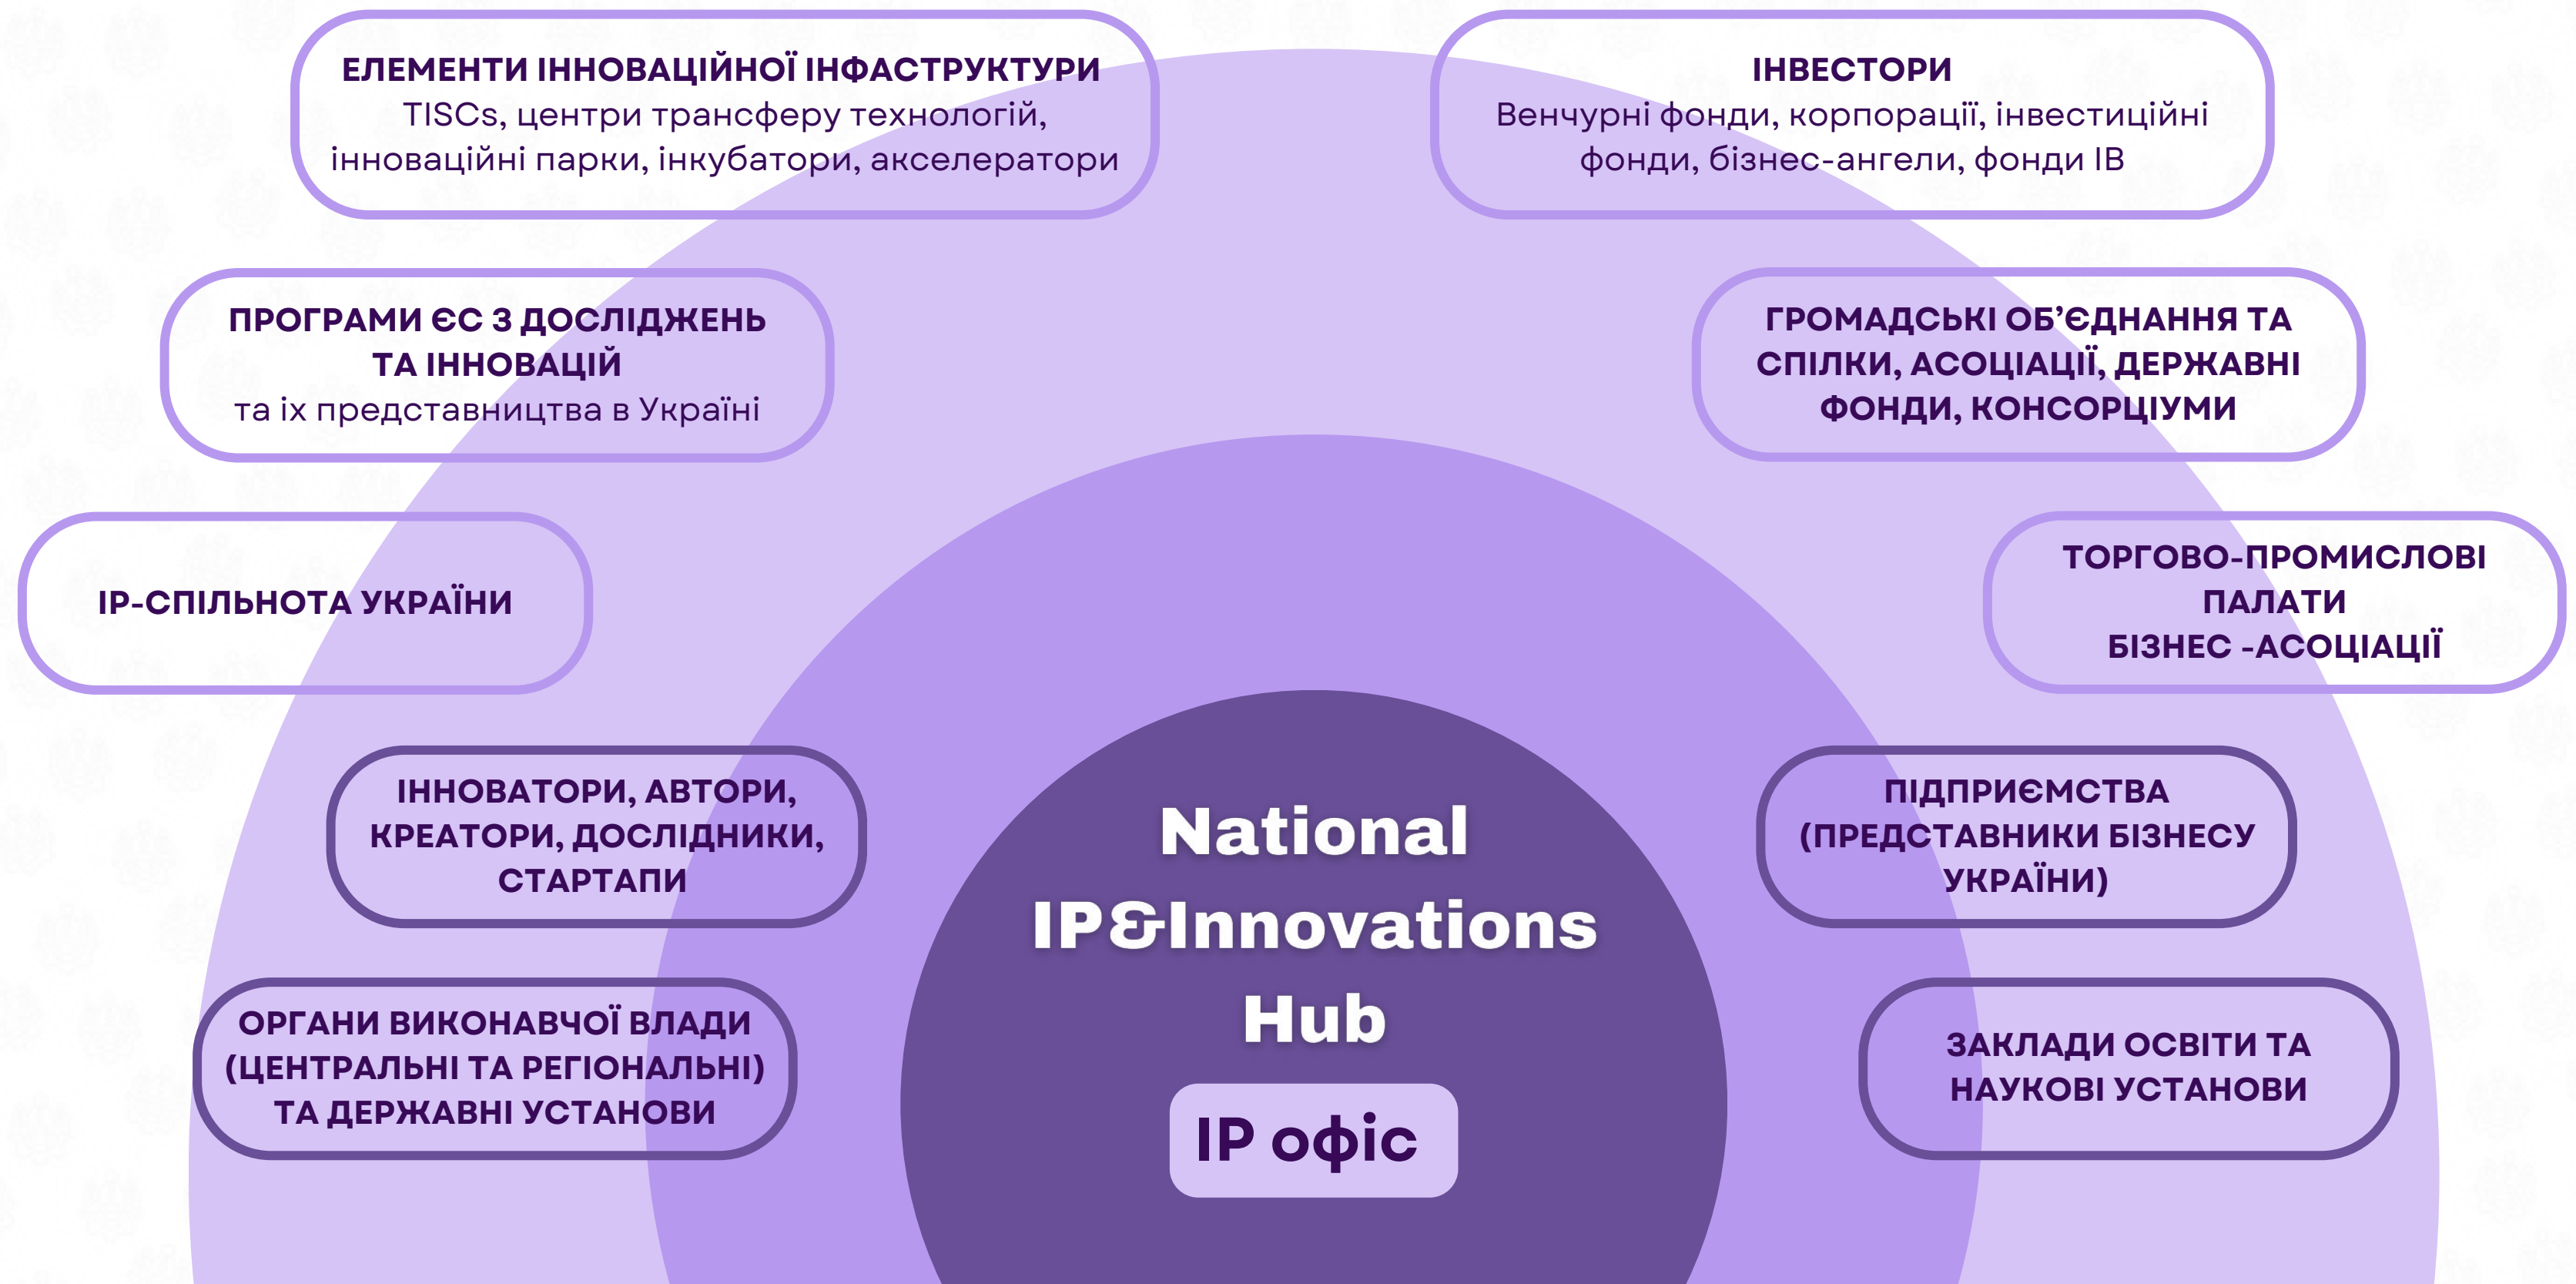 ЕЛЕМЕНТИ ІННОВАЦІЙНОЇ ІНФАСТРУКТУРИ
TISCs, центри трансферу технологій,
інноваційні парки, інкубатори, акселератори
ІНВЕСТОРИ
Венчурні фонди, корпорації, інвестиційні
фонди, бізнес-ангели, фонди ІВ
ПРОГРАМИ ЄС З ДОСЛІДЖЕНЬ
ТА ІННОВАЦІЙ
та іх представництва в Україні
ГРОМАДСЬКІ ОБ’ЄДНАННЯ ТА
СПІЛКИ, АСОЦІАЦІЇ, ДЕРЖАВНІ
ФОНДИ, КОНСОРЦІУМИ
ІР-СПІЛЬНОТА УКРАЇНИ
ТОРГОВО-ПРОМИСЛОВІ
ПАЛАТИ
БІЗНЕС -АСОЦІАЦІЇ
ІННОВАТОРИ, АВТОРИ,
КРЕАТОРИ, ДОСЛІДНИКИ,
СТАРТАПИ
ПІДПРИЄМСТВА
(ПРЕДСТАВНИКИ БІЗНЕСУ
УКРАЇНИ)
ОРГАНИ ВИКОНАВЧОЇ ВЛАДИ
(ЦЕНТРАЛЬНІ ТА РЕГІОНАЛЬНІ)
ТА ДЕРЖАВНІ УСТАНОВИ
ЗАКЛАДИ ОСВІТИ ТА
НАУКОВІ УСТАНОВИ
National
IP&Innovations
Hub
IP офіс